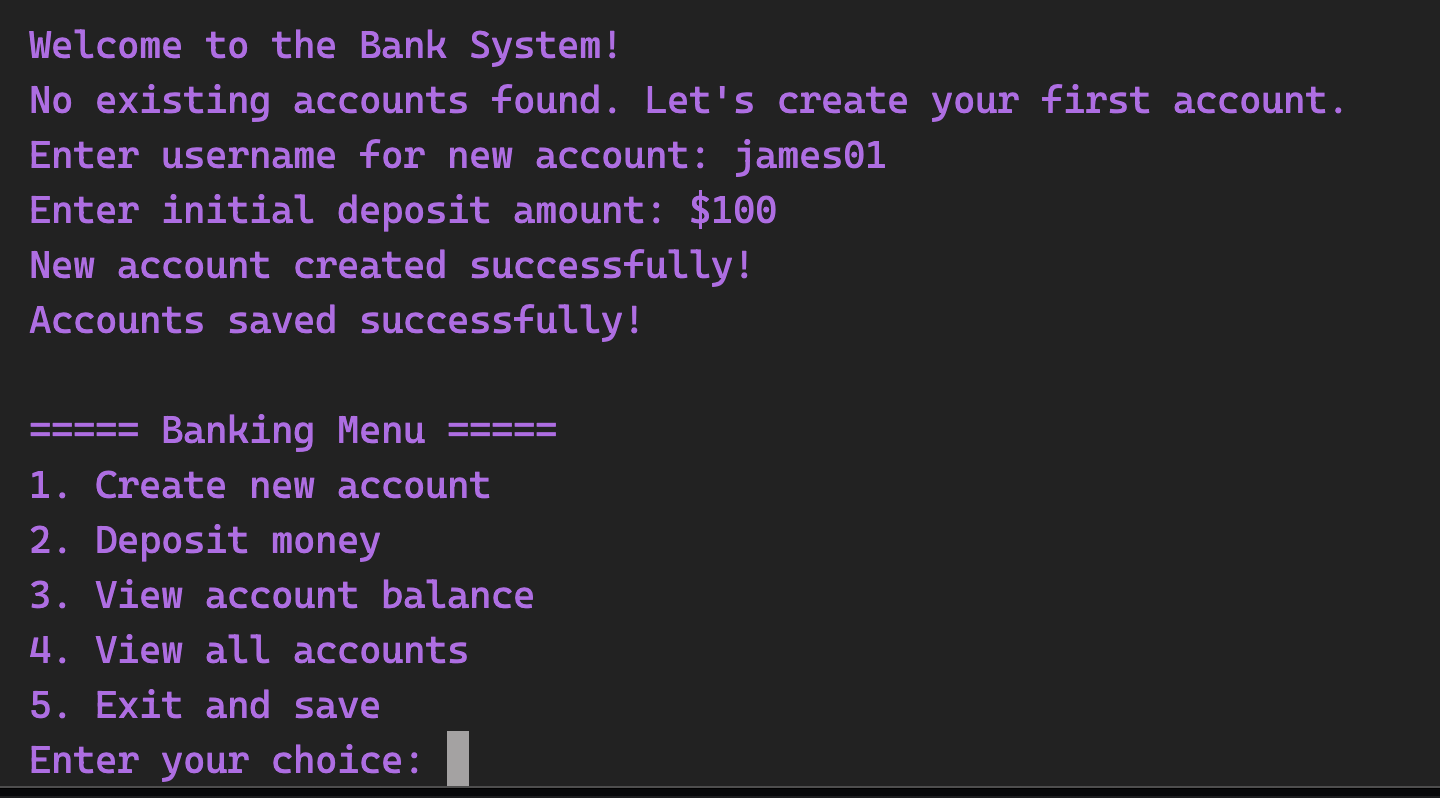 Welcome to the Bank System!
No existing accounts found. Let's create your first account.
Enter username for new account: james01
Enter initial deposit amount: $100
New account created successfully!
Accounts saved successfully!
===== Banking Menu =====
1. Create new account
2. Deposit money
3. View account balance
4. View all accounts
5. Exit and save
Enter your choice: